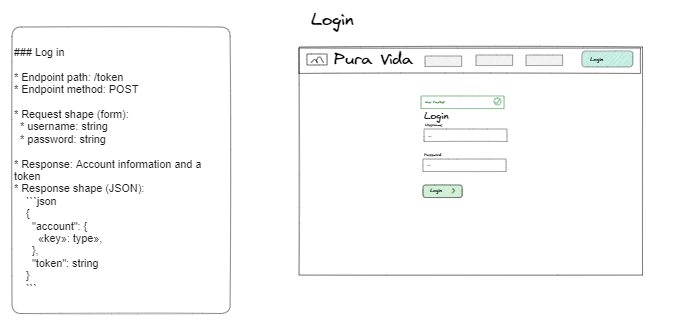 ### Log in
* Endpoint path: /token
* Endpoint method: POST
* Request shape (form):
* username: string
* password: string
* Response: Account information and a
token
* Response shape (JSON):
```json
{
"account": {
«key»: type»,
},
"token": string
}
```
Login
Pura Vida
Login
Login
Username
Password
Login